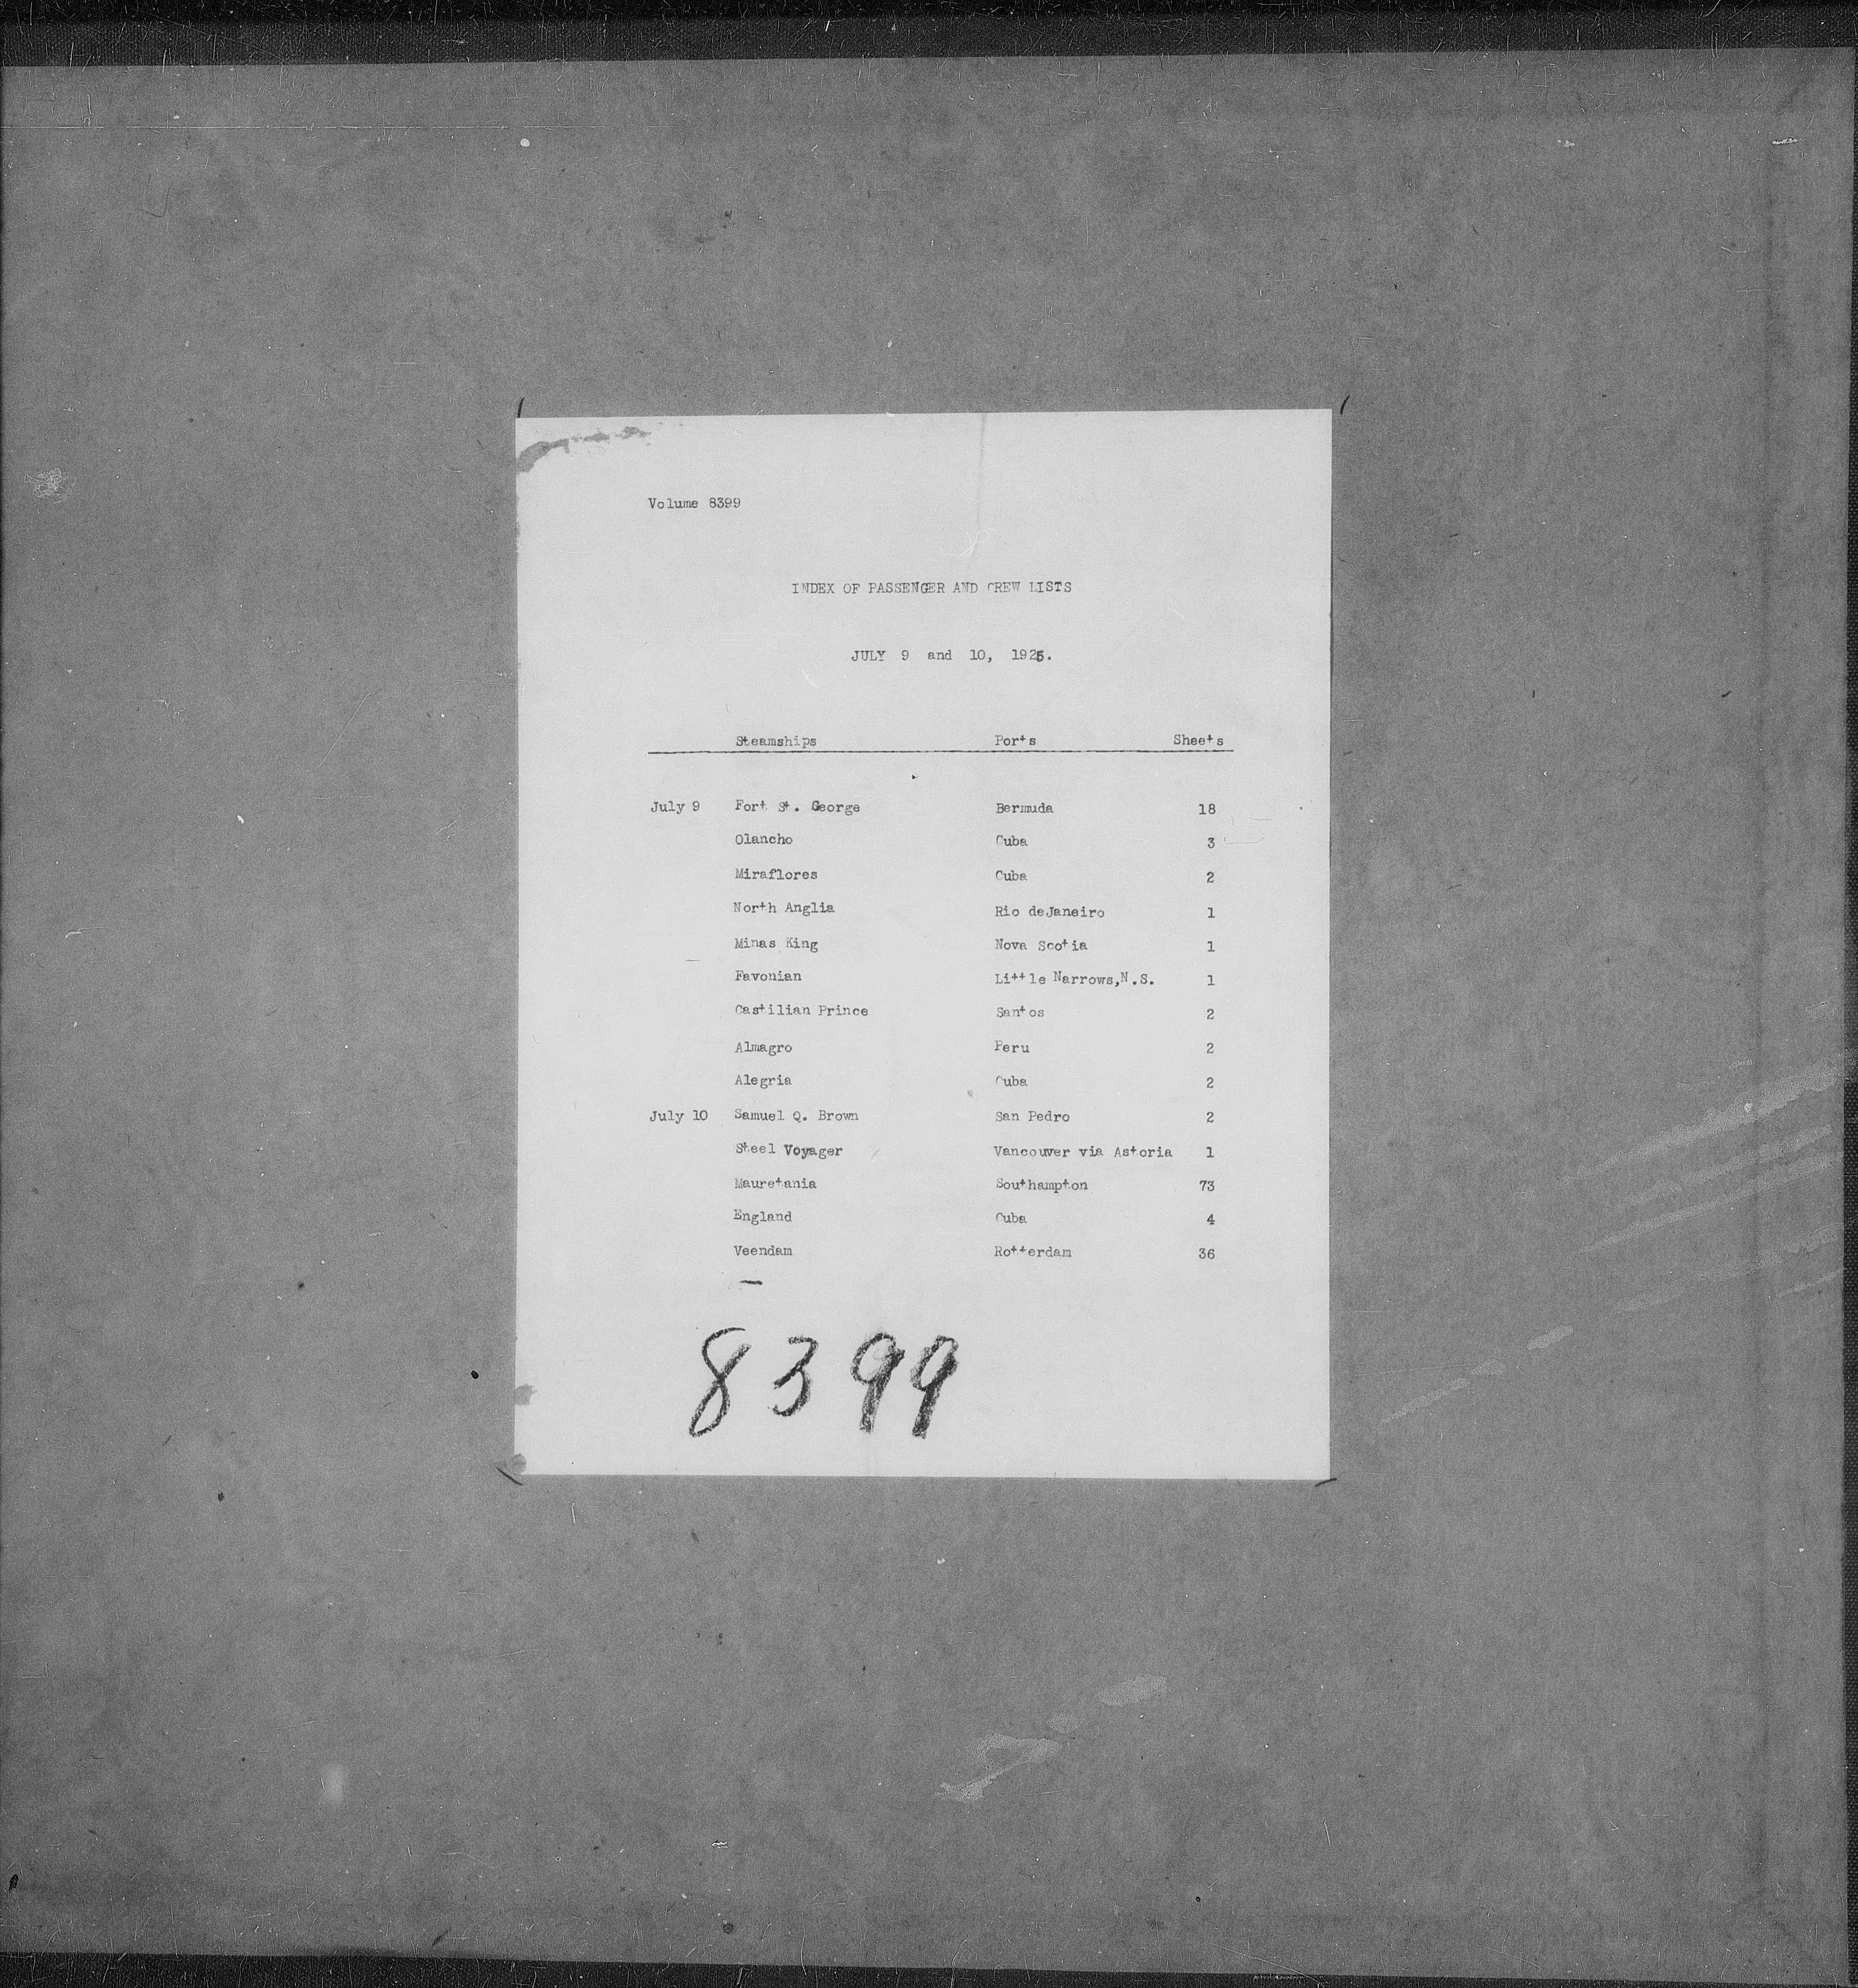 Volume 8399
INDEX OF PASSENGER AND CREW LISTS
JULY 9 and 10, 1925.
Steamships Ports Sheets
July 9 Fort St. George Bermuda 18
Olancho Cuba 3
Miraflores Cuba 2
North Anglia Rio deJaneiro 1
Minas King Nova Scotia 1
Favonian Little Narrows,N.S. 1
Castilian Prince Santos 2
Almagro Peru 2
Alegria Cuba 2
July 10 Samuel Q. Brown San Pedro 2
Steel Voyager Vancouver via Astoria 1
Mauretania Southampton 73
England Cuba 4
Veendam Rotterdam 36
8399